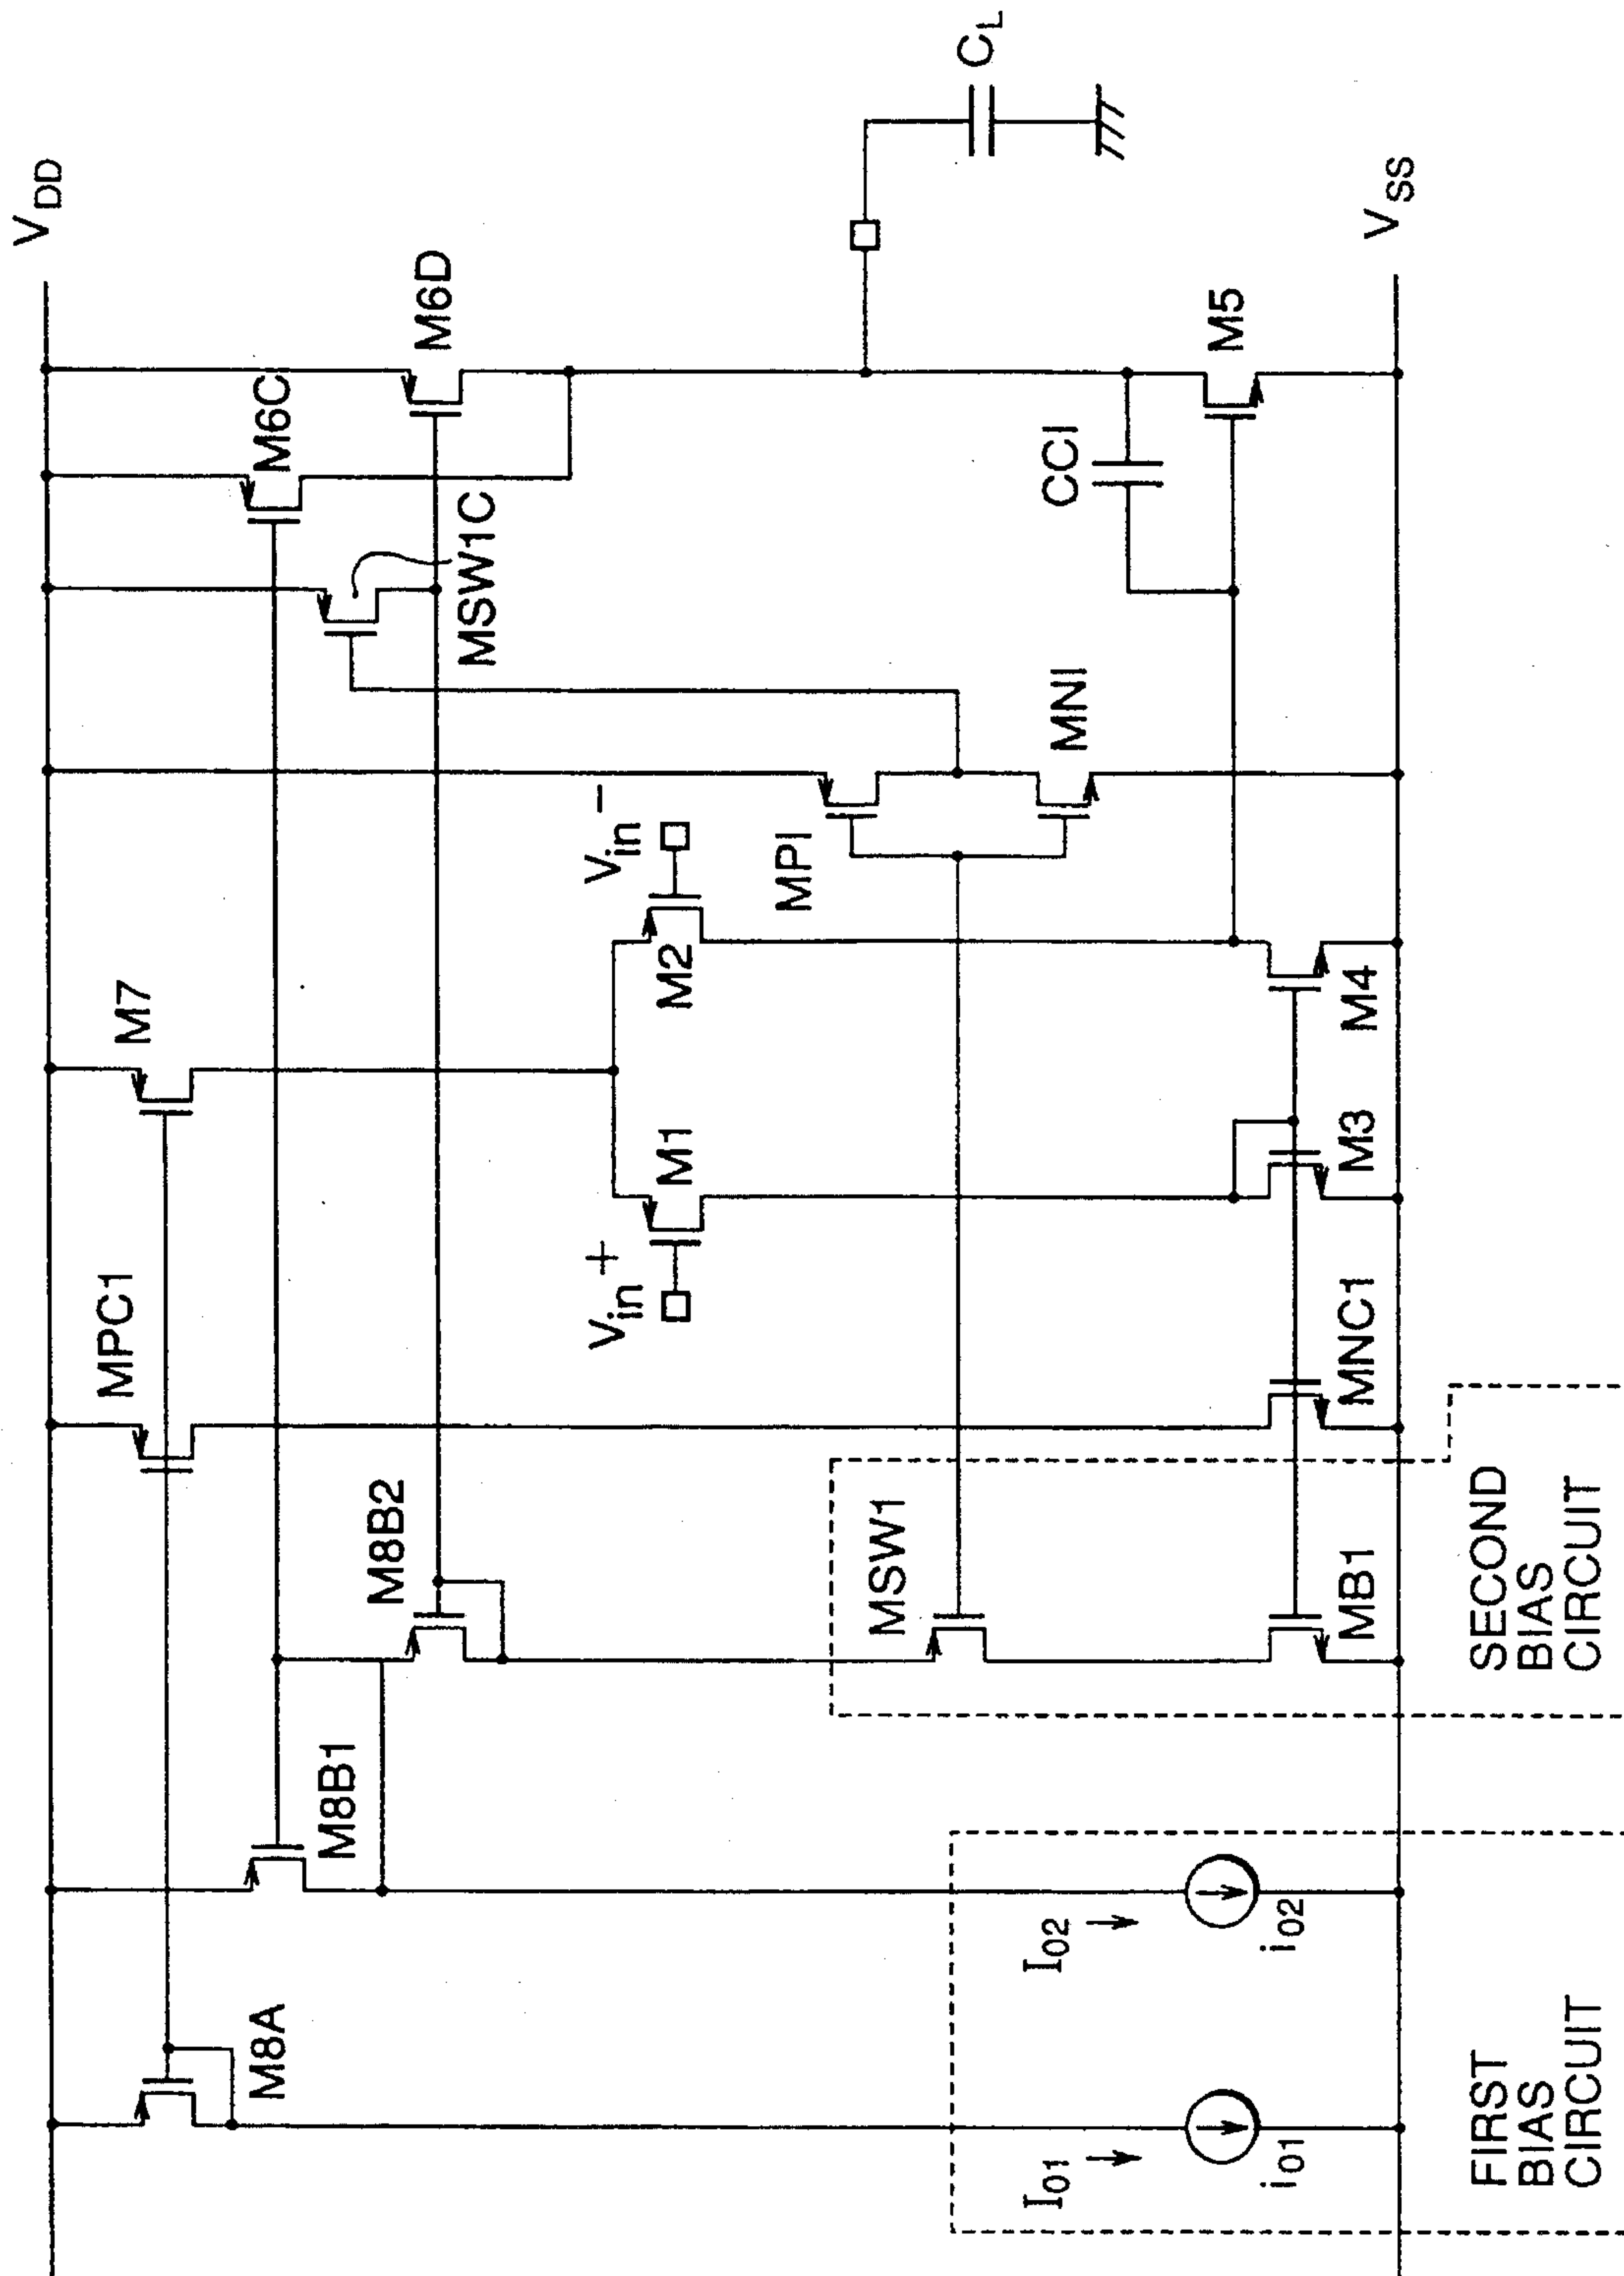 V_DD
M6D
M6C
MSW1C
M7
MPC1
M8B2
M8B1
M8A
C_L
V_in^-
M2
M1
V_in^+
MPI
MNI
CCI
M5
V_SS
M4
M3
MNC1
MSW1
MB1
I_02
i_02
I_01
i_01
SECOND
BIAS
CIRCUIT
FIRST
BIAS
CIRCUIT